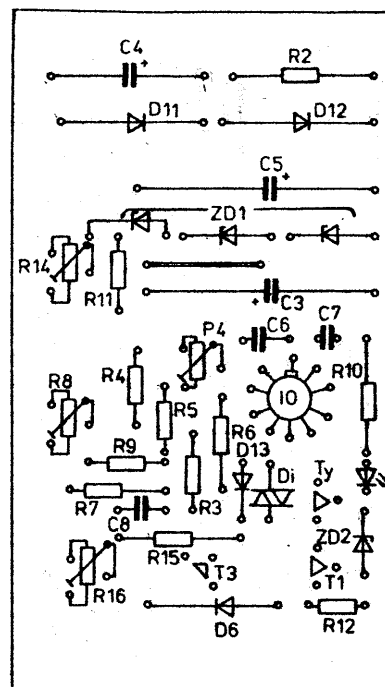 C4 + R2
D11 D12
C5 +
ZD1
R14 R11
+ C3
P4 C6 C7
R8 R4 IO R10
R5 R6
R9 D13 Di Ty
R7 R3
C8 ZD2
R15 T3 T1
R16
D6 R12